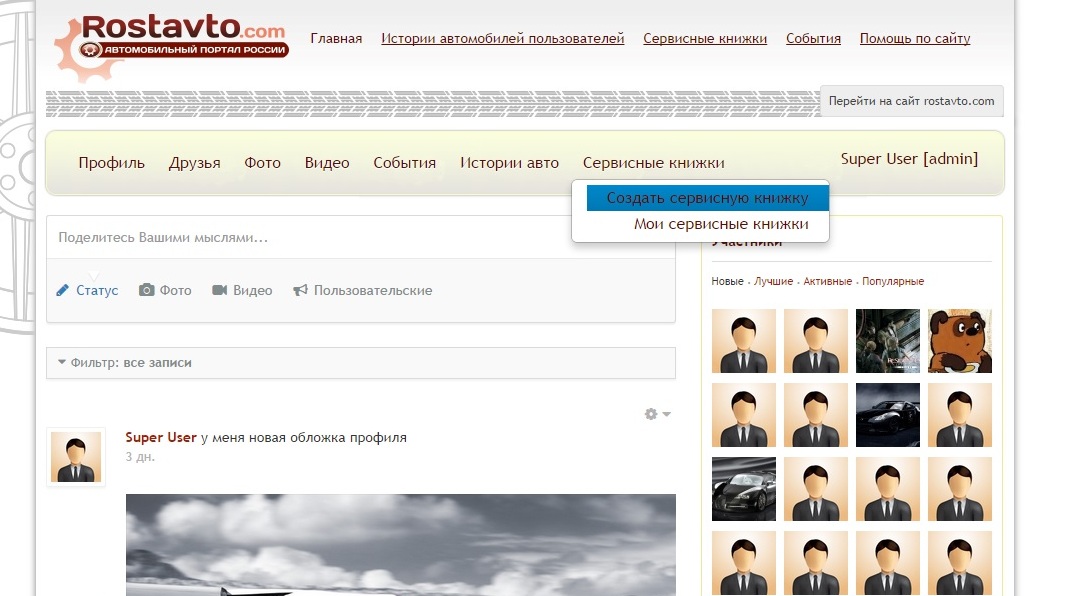 Rostavto.com
АВТОМОБИЛЬНЫЙ ПОРТАЛ РОССИИ
Главная Истории автомобилей пользователей Сервисные книжки События Помощь по сайту
Перейти на сайт rostavto.com
Профиль Друзья Фото Видео События Истории авто Сервисные книжки Super User [admin]
Создать сервисную книжку
Мои сервисные книжки
Поделитесь Вашими мыслями...
Участники
Статус Фото Видео Пользовательские
Новые • Лучшие • Активные • Популярные
Фильтр: все записи
Super User у меня новая обложка профиля
3 дн.